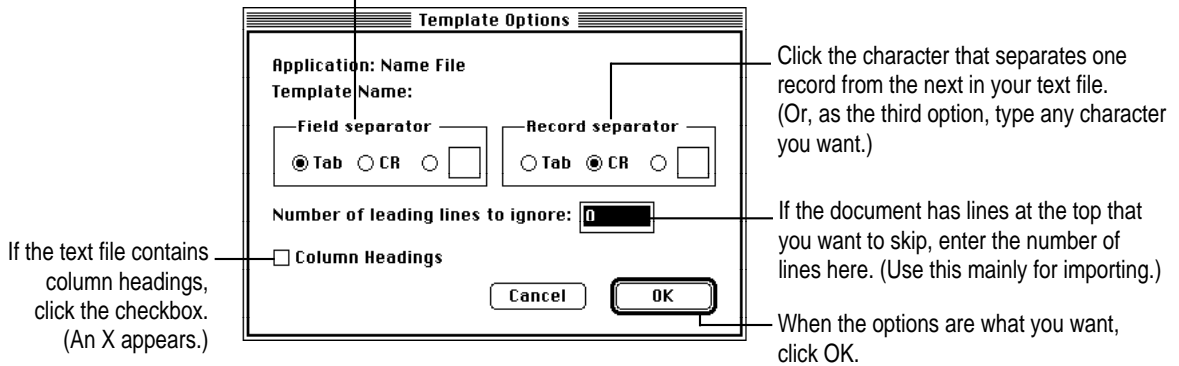 Template Options
Application: Name File
Template Name:
Field separator
Tab CR
Record separator
Tab CR
Number of leading lines to ignore: 0
Column Headings
Cancel OK
If the text file contains
column headings,
click the checkbox.
(An X appears.)
Click the character that separates one
record from the next in your text file.
(Or, as the third option, type any character
you want.)
If the document has lines at the top that
you want to skip, enter the number of
lines here. (Use this mainly for importing.)
When the options are what you want,
click OK.